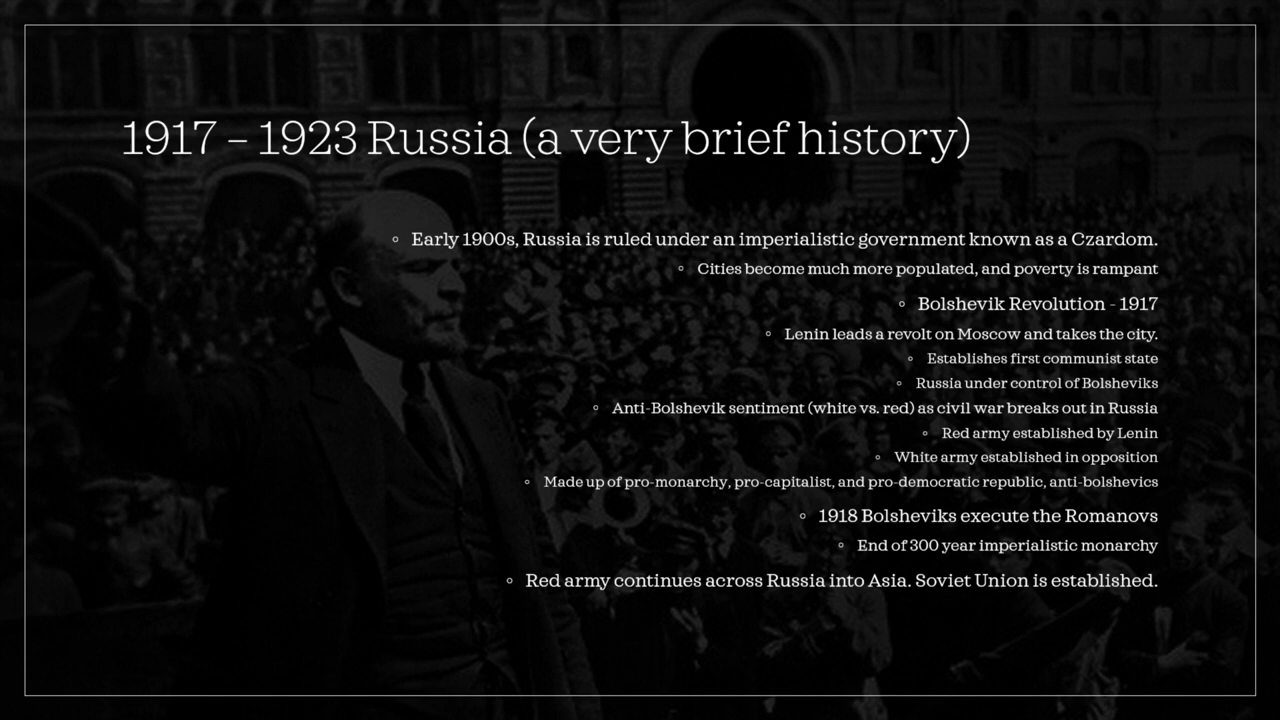 1917 – 1923 Russia (a very brief history)
◦ Early 1900s, Russia is ruled under an imperialistic government known as a Czardom.
◦ Cities become much more populated, and poverty is rampant
◦ Bolshevik Revolution - 1917
◦ Lenin leads a revolt on Moscow and takes the city.
◦ Establishes first communist state
◦ Russia under control of Bolsheviks
◦ Anti-Bolshevik sentiment (white vs. red) as civil war breaks out in Russia
◦ Red army established by Lenin
◦ White army established in opposition
◦ Made up of pro-monarchy, pro-capitalist, and pro-democratic republic, anti-bolshevics
◦ 1918 Bolsheviks execute the Romanovs
◦ End of 300 year imperialistic monarchy
◦ Red army continues across Russia into Asia. Soviet Union is established.